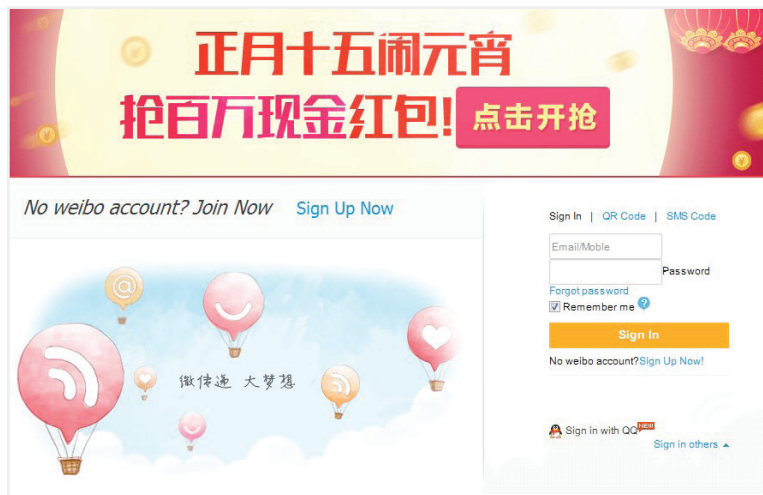 正月十五闹元宵
抢百万现金红包!
点击开抢
No weibo account? Join Now Sign Up Now
微传递 大梦想
Sign In | QR Code | SMS Code
Email/Moble
Password
Forgot password
Remember me ?
Sign In
No weibo account?Sign Up Now!
Sign in with QQ NEW
Sign in others